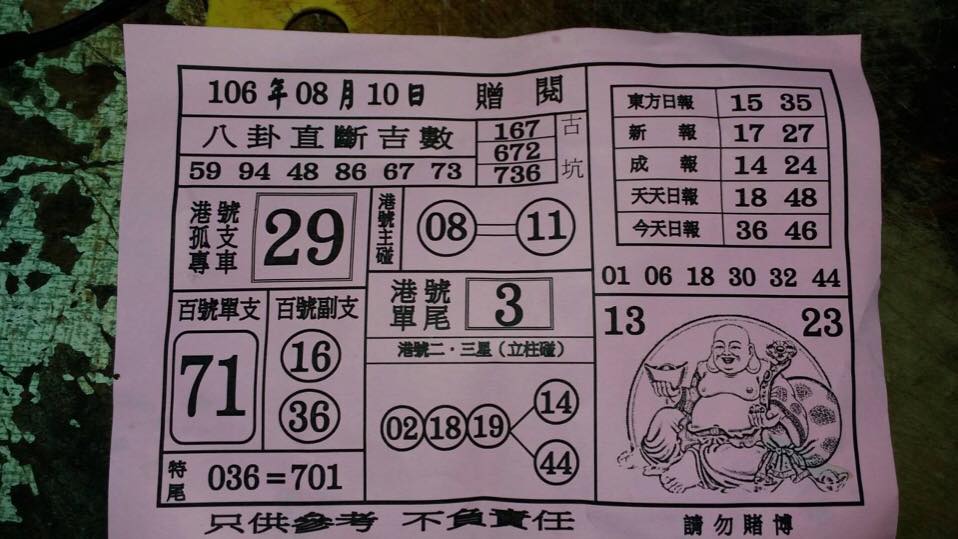 106年08月10日 贈閱
八卦直斷吉數
59 94 48 86 67 73
167
672
736
古坑
港號孤支專車
29
港號主碰
08 11
百號單支
71
百號副支
16
36
港號單尾
3
港號二．三星（立柱碰）
02 18 19
14
44
特尾
036=701
東方日報 15 35
新報 17 27
成報 14 24
天天日報 18 48
今天日報 36 46
01 06 18 30 32 44
13 23
只供參考 不負責任
請勿賭博